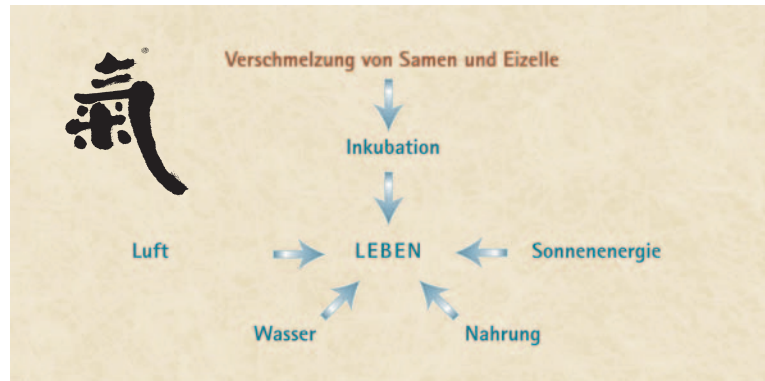 氣
®
Verschmelzung von Samen und Eizelle
Inkubation
Luft
LEBEN
Sonnenenergie
Wasser
Nahrung